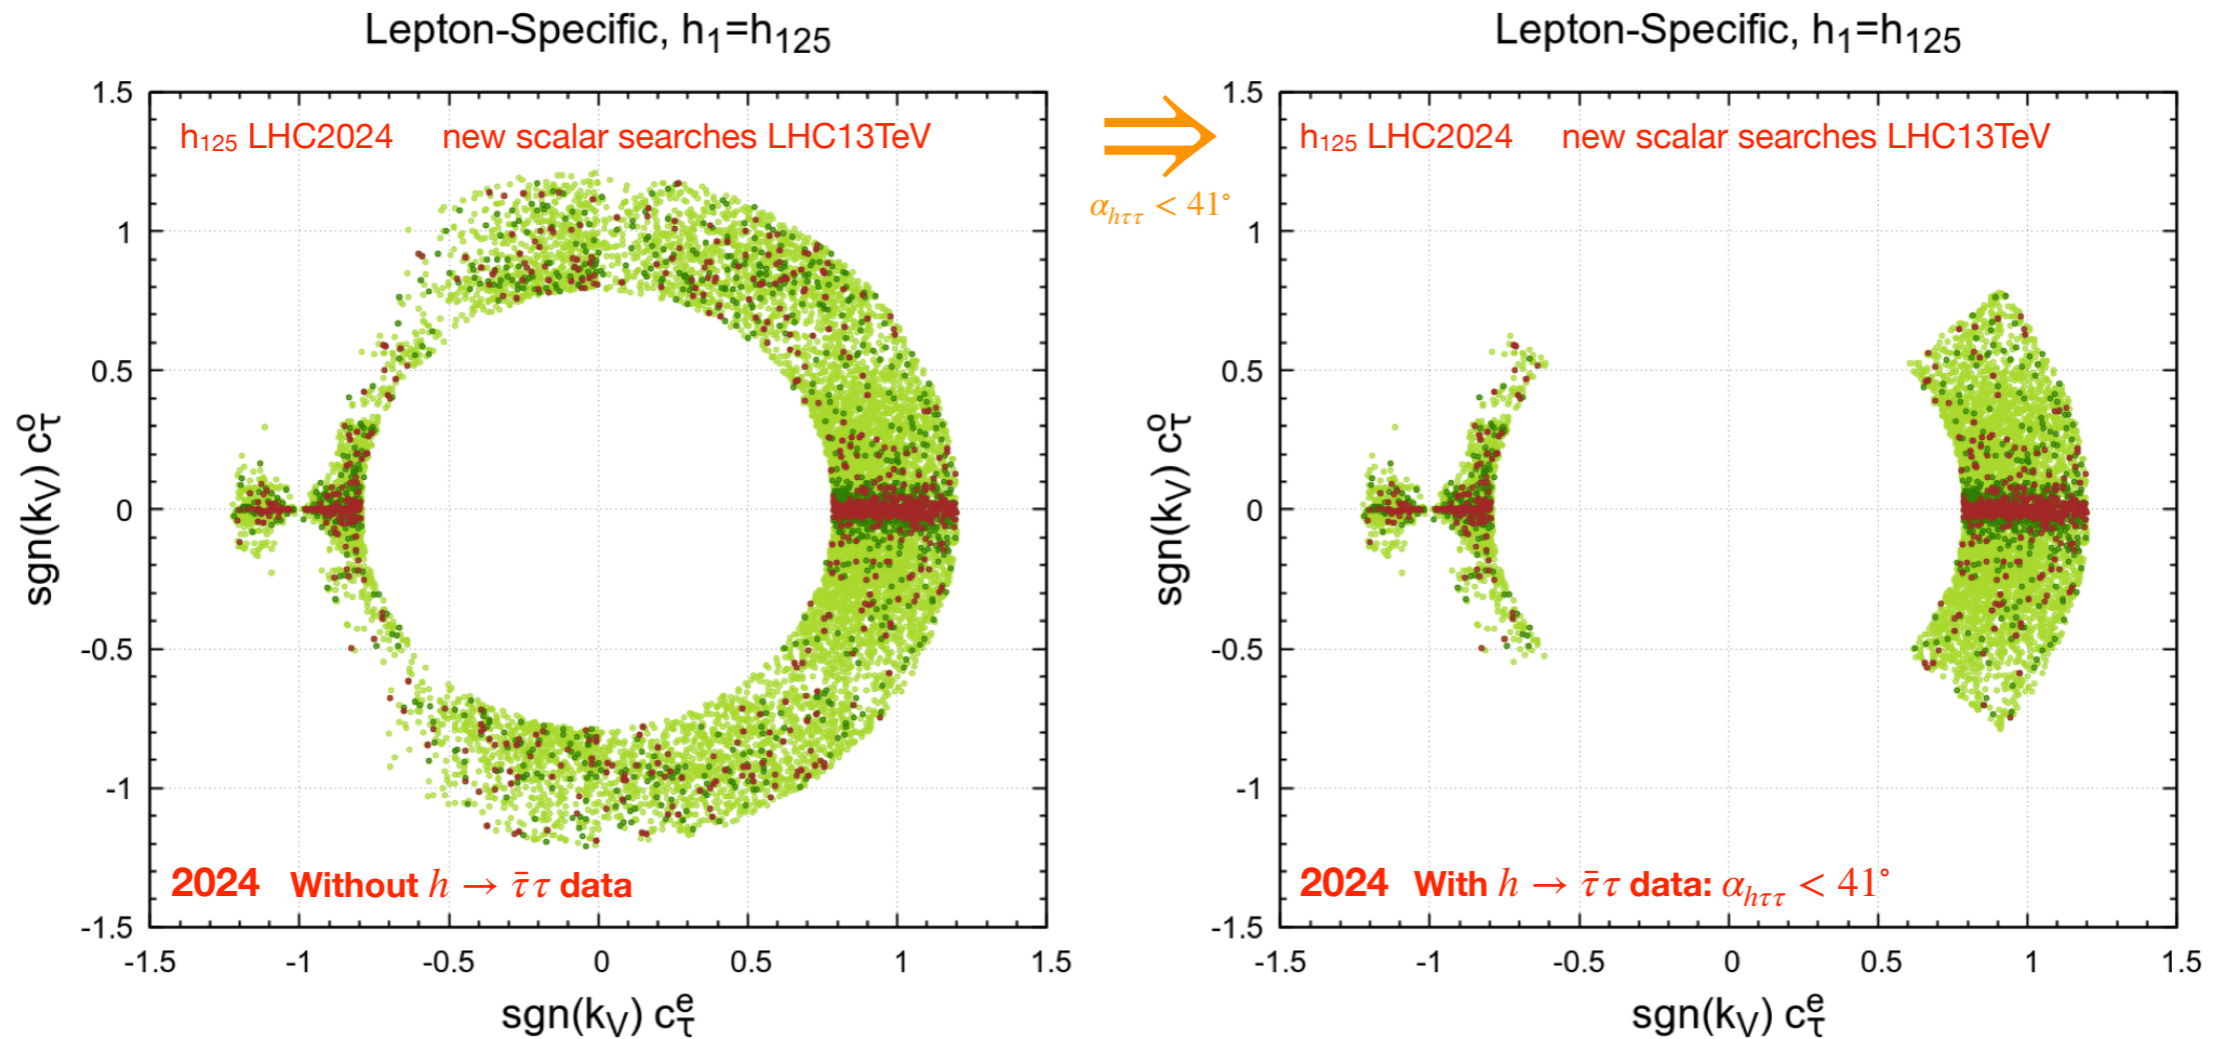 Lepton-Specific, h₁=h₁₂₅
h₁₂₅ LHC2024 new scalar searches LHC13TeV
1.5
1
0.5
0
-0.5
-1
-1.5
sgn(kV) cτᵒ
2024 Without h → τ̄τ data
-1.5 -1 -0.5 0 0.5 1 1.5
sgn(kV) cτᵉ
⇒
αhττ < 41°
Lepton-Specific, h₁=h₁₂₅
h₁₂₅ LHC2024 new scalar searches LHC13TeV
1.5
1
0.5
0
-0.5
-1
-1.5
sgn(kV) cτᵒ
2024 With h → τ̄τ data: αhττ < 41°
-1.5 -1 -0.5 0 0.5 1 1.5
sgn(kV) cτᵉ